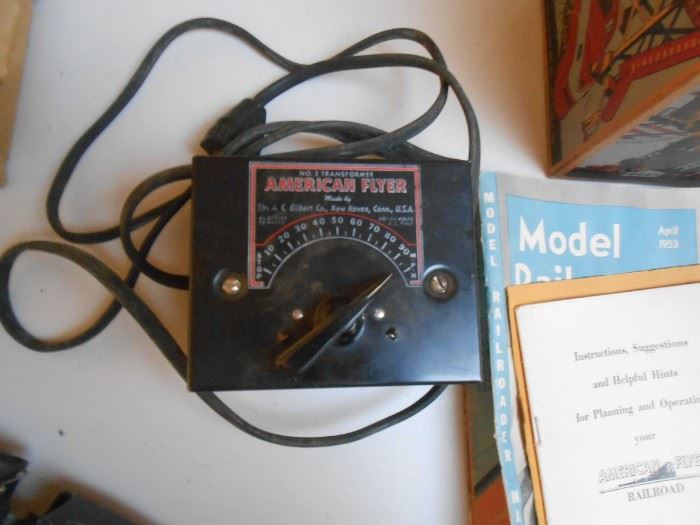 NO. 2 TRANSFORMER
AMERICAN FLYER
Made by
The A. C. Gilbert Co., New Haven, Conn., U.S.A.
10 20 30 40 50 60 70 80 90
MODEL RAILROADER
Model
April
1953
Instructions, Suggestions
and Helpful Hints
for Planning and Operating
your
AMERICAN FLYER
RAILROAD